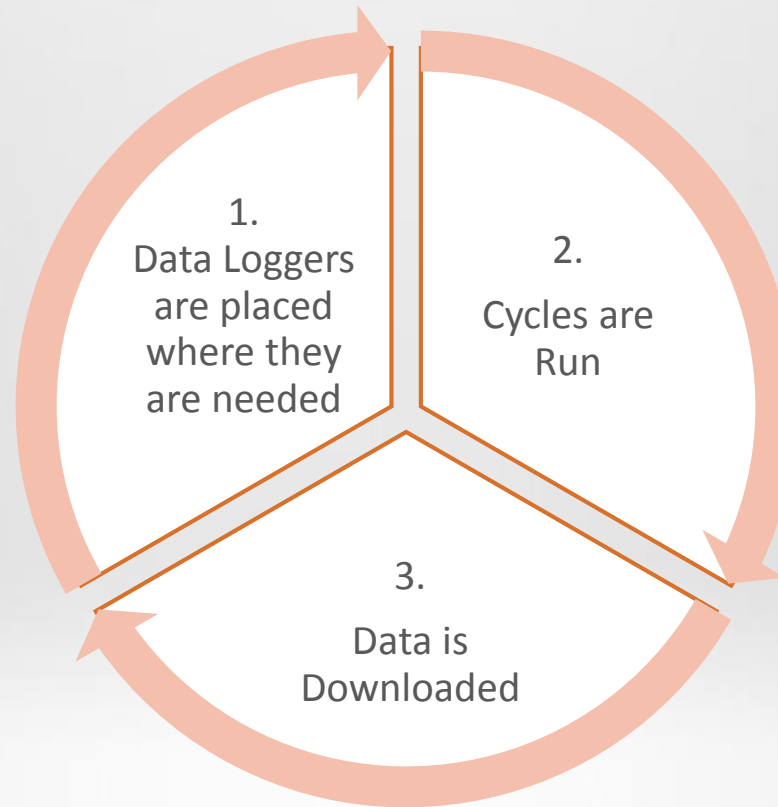 1.
Data Loggers
are placed
where they
are needed
2.
Cycles are
Run
3.
Data is
Downloaded